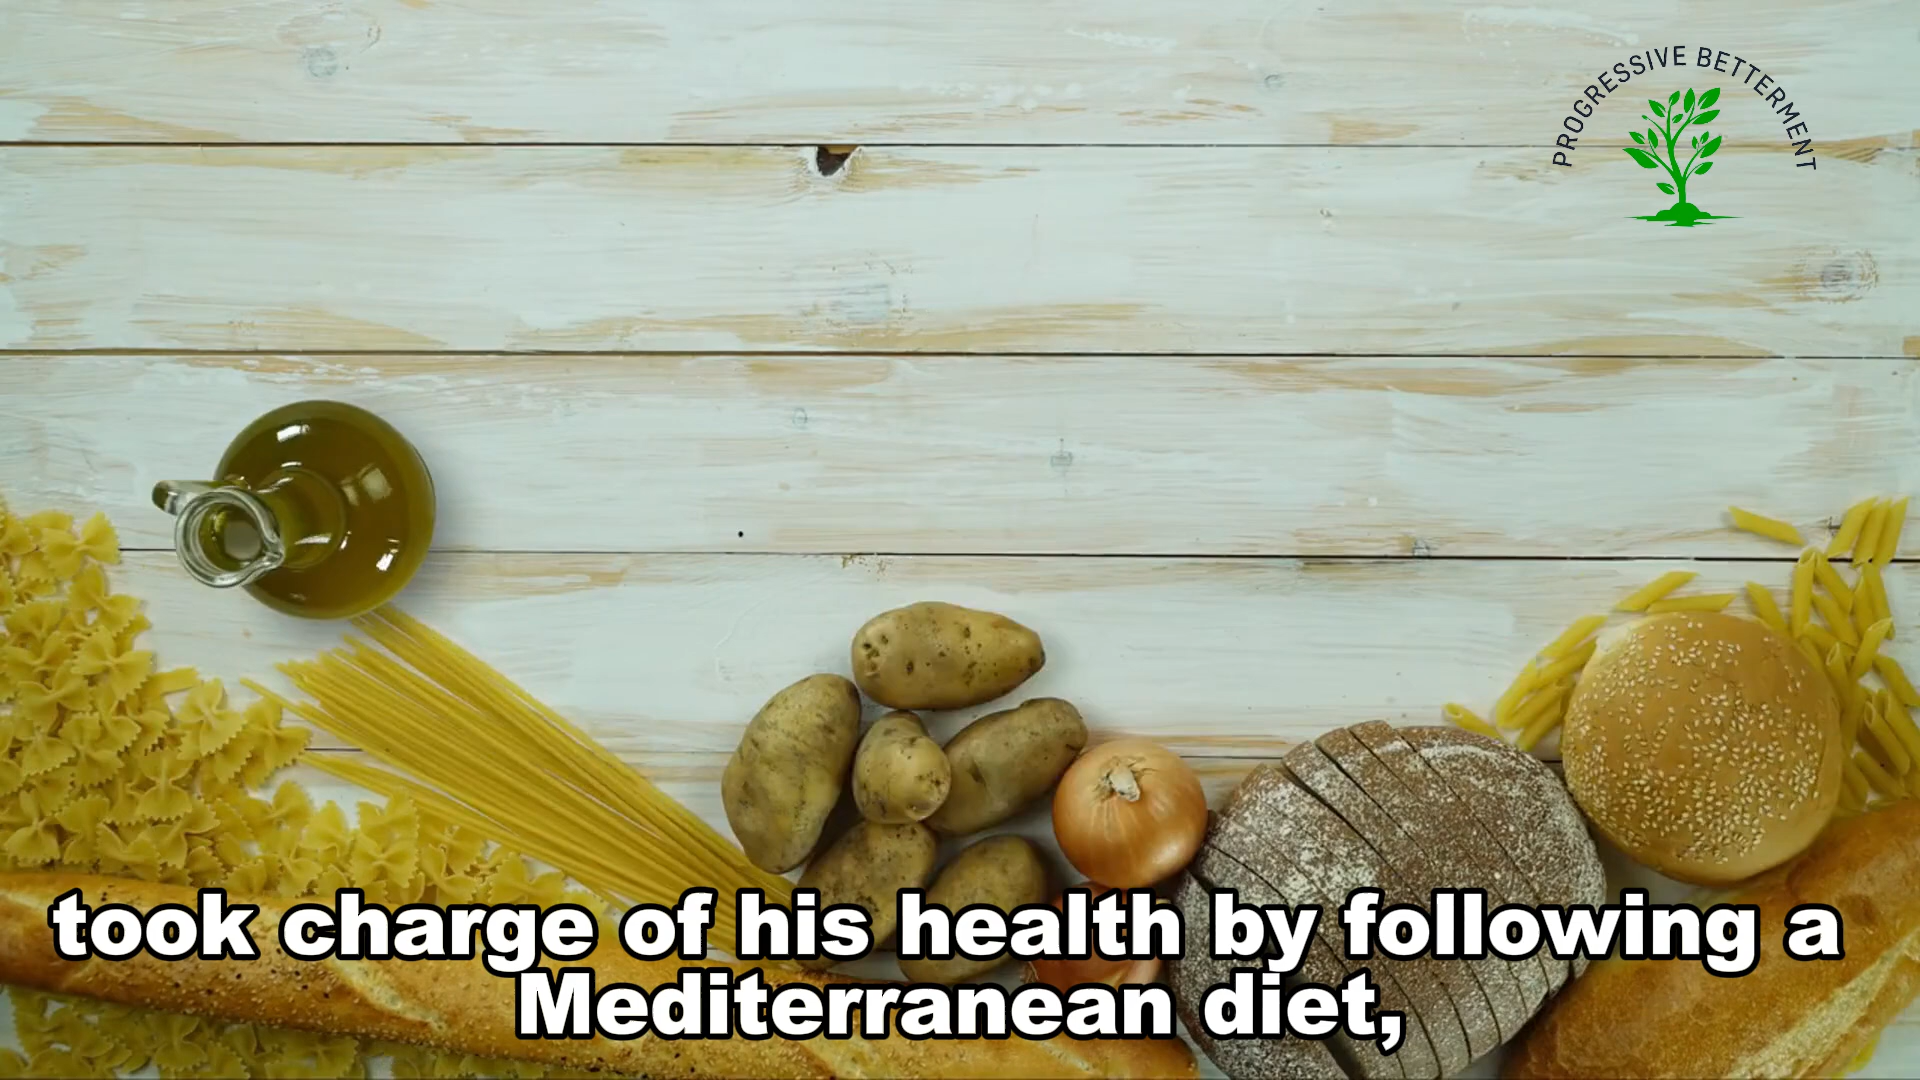 PROGRESSIVE BETTERMENT
took charge of his health by following a
Mediterranean diet,